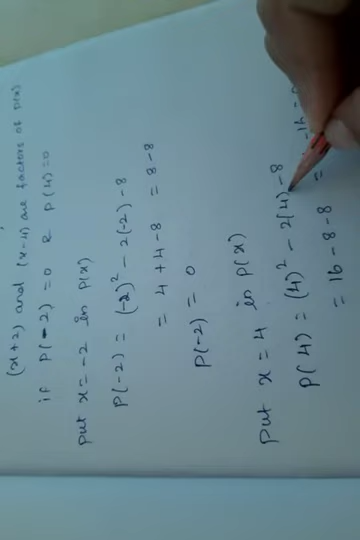 (x+2) and (x-4) are factors of p(x)
if p(-2) = 0 & p(4) = 0
put x = -2 in p(x)
p(-2) = (-2)² - 2(-2) - 8
= 4 + 4 - 8 = 8 - 8
p(-2) = 0
put x = 4 in p(x)
p(4) = (4)² - 2(4) - 8
= 16 - 8 - 8 = 16 -